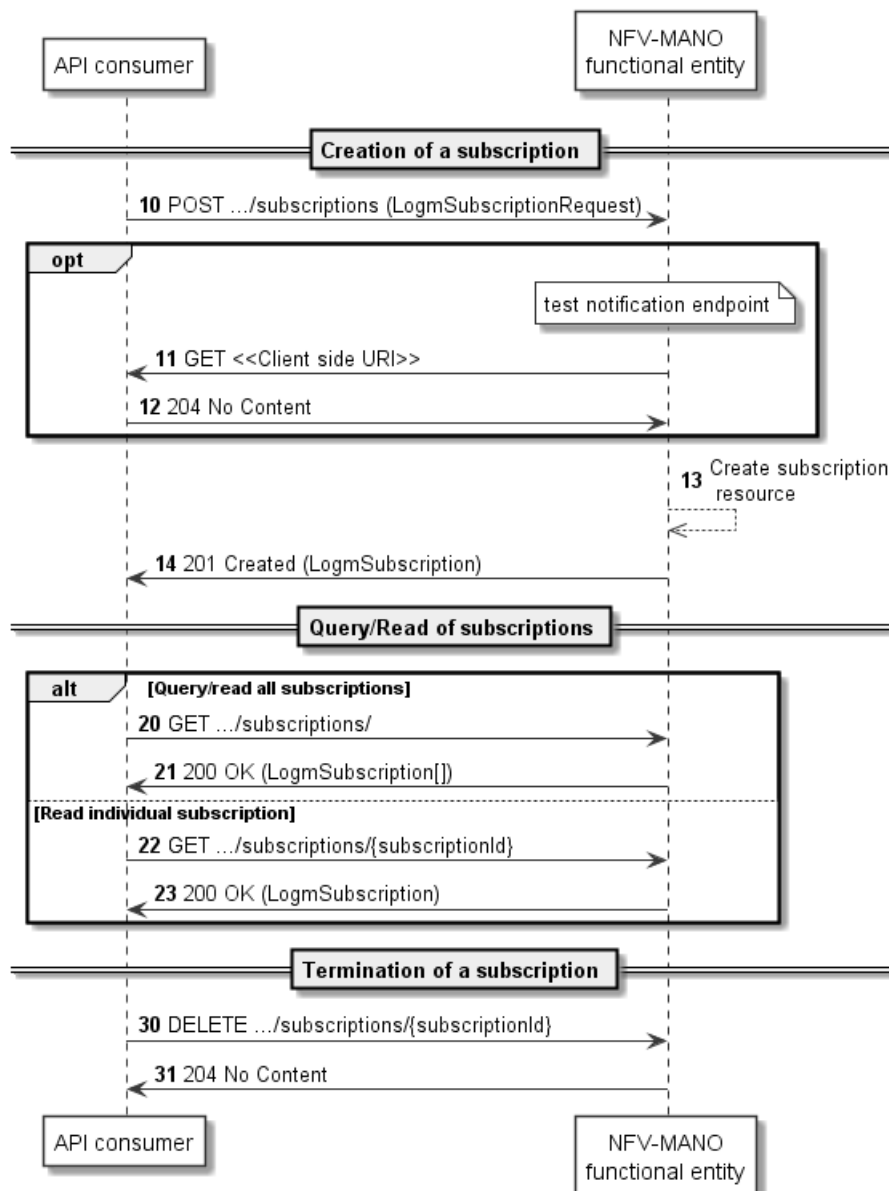 API consumer
NFV-MANO
functional entity
Creation of a subscription
10 POST .../subscriptions (LogmSubscriptionRequest)
opt
test notification endpoint
11 GET <<Client side URI>>
12 204 No Content
13 Create subscription
resource
14 201 Created (LogmSubscription)
Query/Read of subscriptions
alt [Query/read all subscriptions]
20 GET .../subscriptions/
21 200 OK (LogmSubscription[])
[Read individual subscription]
22 GET .../subscriptions/{subscriptionId}
23 200 OK (LogmSubscription)
Termination of a subscription
30 DELETE .../subscriptions/{subscriptionId}
31 204 No Content
API consumer
NFV-MANO
functional entity